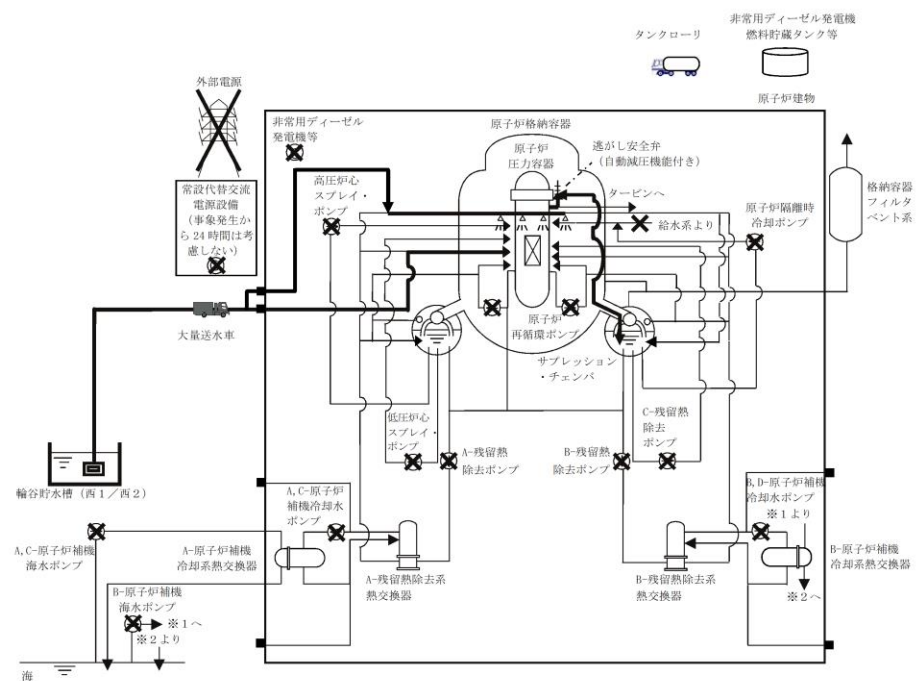 タンクローリ
非常用ディーゼル発電機
燃料貯蔵タンク等
外部電源
原子炉建物
非常用ディーゼル
発電機等
原子炉格納容器
原子炉
圧力容器
逃がし安全弁
(自動減圧機能付き)
常設代替交流
電源設備
(事象発生か
ら24時間は考
慮しない)
高圧炉心
スプレイ・
ポンプ
タービンへ
給水系より
原子炉隔離時
冷却ポンプ
格納容器
フィルタ
ベント系
大量送水車
原子炉
再循環ポンプ
サプレッション
・チェンバ
低圧炉心
スプレイ・
ポンプ
A-残留熱
除去ポンプ
B-残留熱
除去ポンプ
C-残留熱
除去
ポンプ
輪谷貯水槽(西1/西2)
A,C-原子炉補機
海水ポンプ
A-原子炉補機
冷却系熱交換器
A,C-原子炉
補機冷却水
ポンプ
A-残留熱除去系
熱交換器
B-残留熱除去系
熱交換器
B,D-原子炉補機
冷却水ポンプ
※1より
B-原子炉補機
冷却系熱交換器
※2へ
B-原子炉補機
海水ポンプ
※1へ
※2より
海